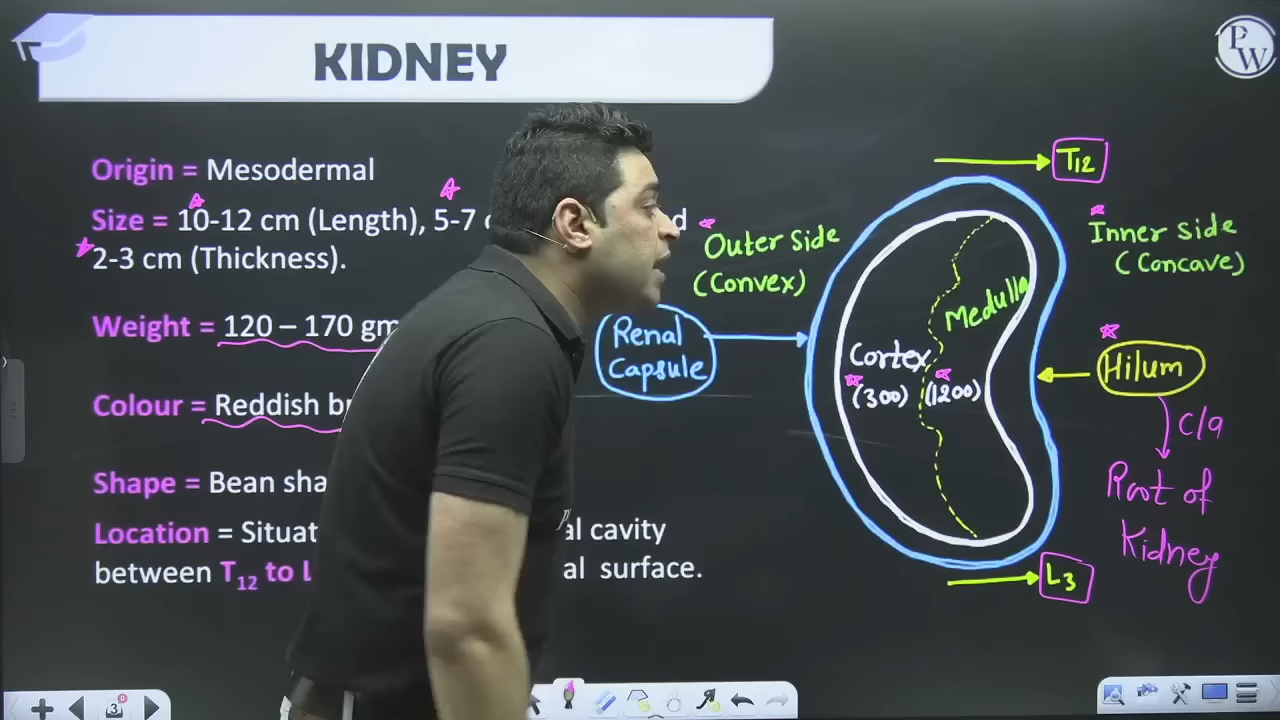 KIDNEY
PW
Origin = Mesodermal
Size = 10-12 cm (Length), 5-7
2-3 cm (Thickness).
Weight = 120 – 170 gm
Colour = Reddish
Shape = Bean
Location = al cavity
between T12 to al surface.
Outer Side
(Convex)
Renal
Capsule
Cortex
(300)
Medulla
(1200)
T12
Inner side
(Concave)
Hilum
c/a
Root of
Kidney
L3
3
0